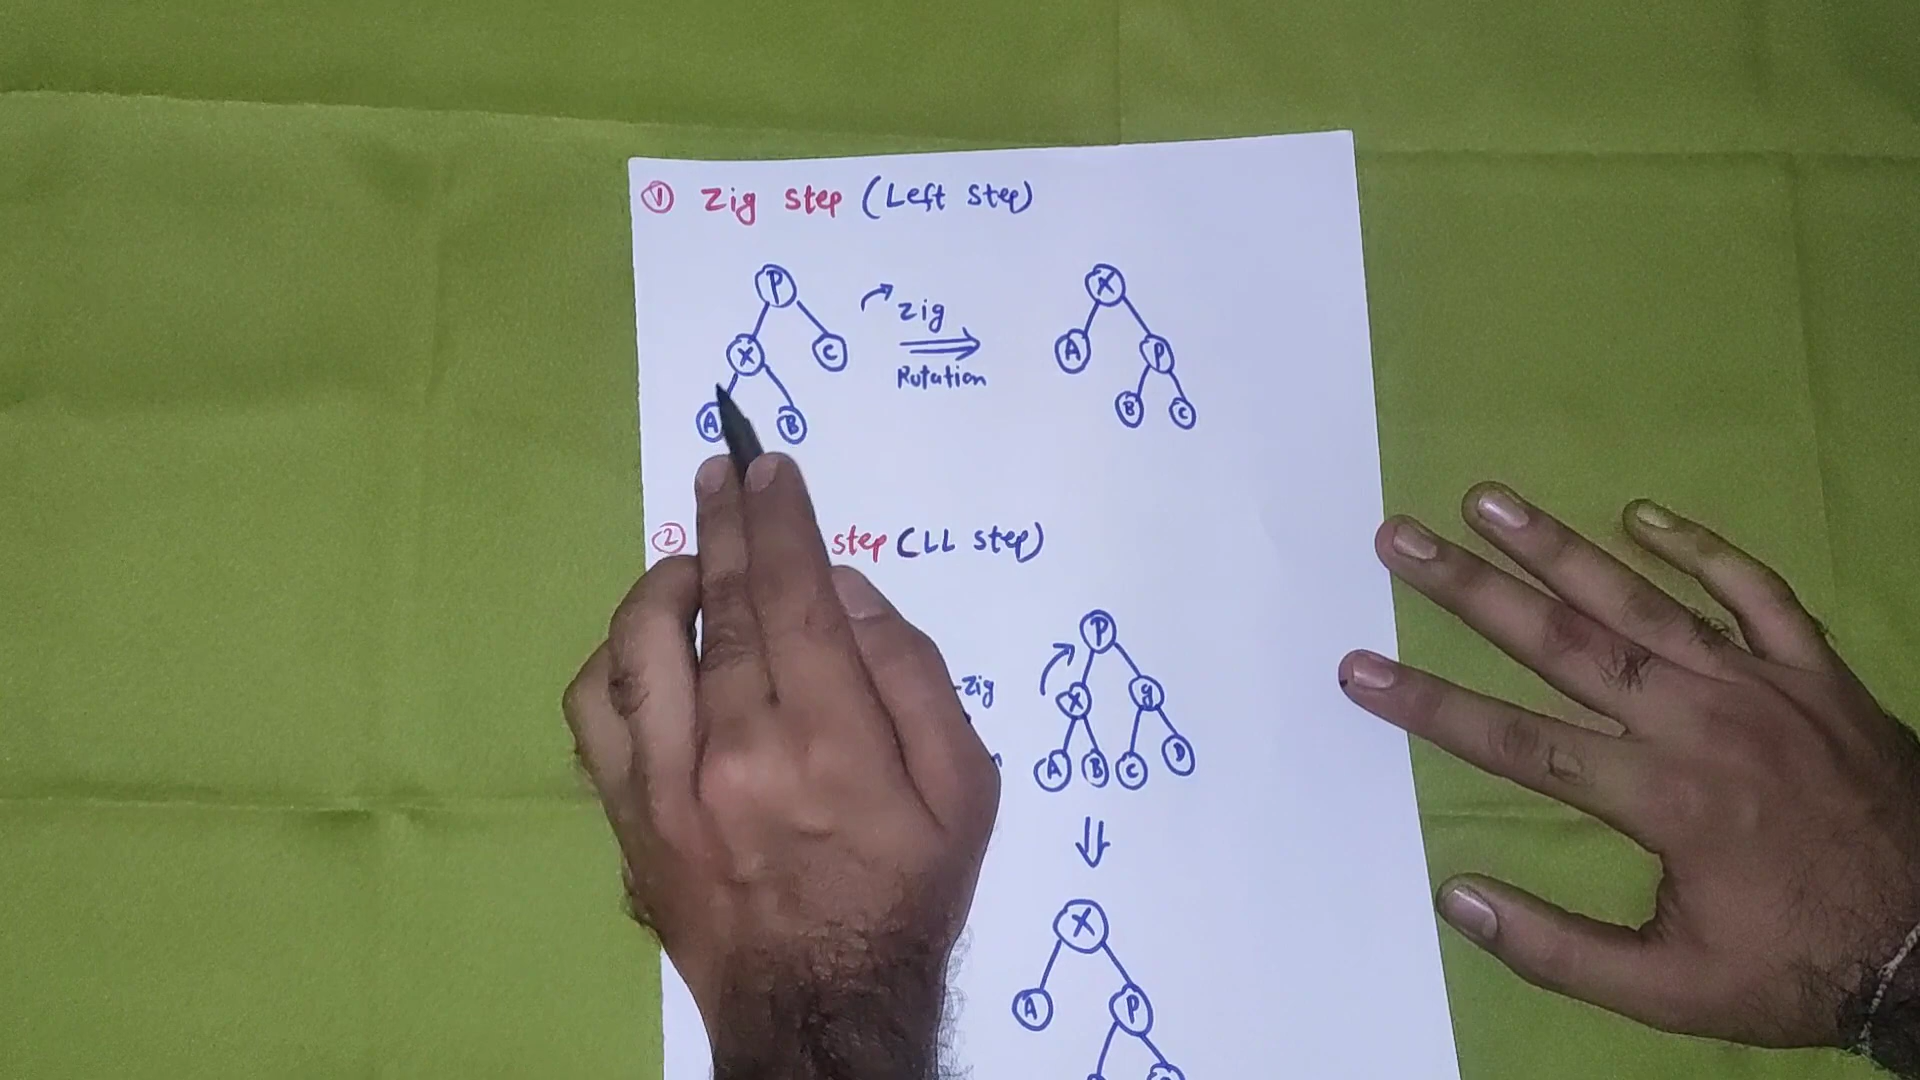 ① Zig step (Left step)
P
X C
A B
Zig
Rotation
X
A P
B C
② step (LL step)
-Zig
P
X g
A B C D
X
A P